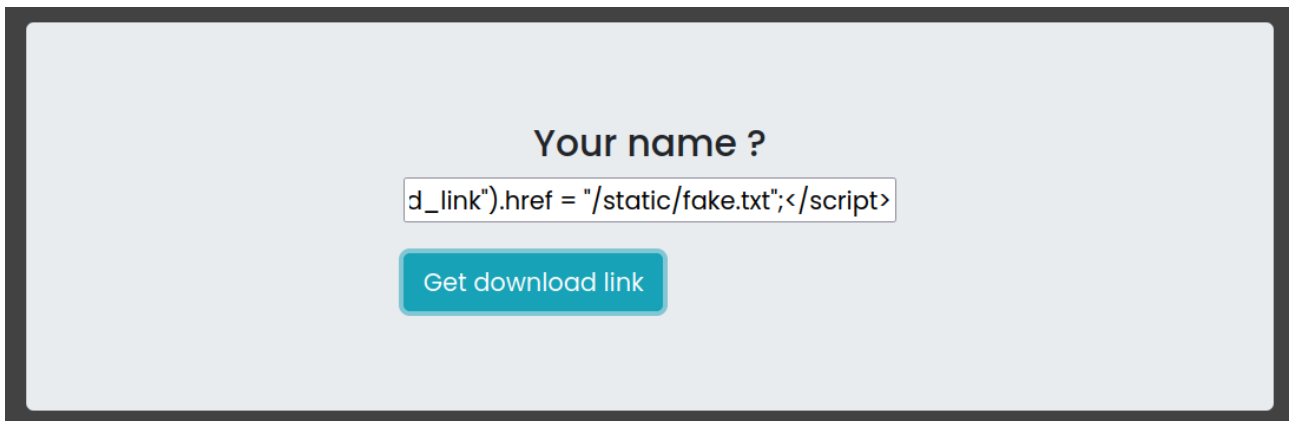 Your name ?
d_link").href = "/static/fake.txt";</script>
Get download link